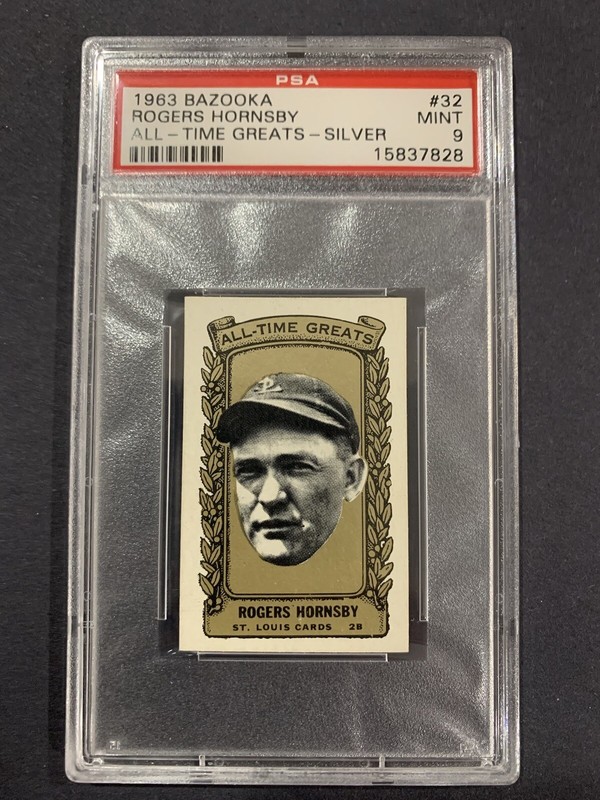 PSA
1963 BAZOOKA #32
ROGERS HORNSBY MINT
ALL-TIME GREATS-SILVER 9
15837828
ALL-TIME GREATS
ROGERS HORNSBY
ST. LOUIS CARDS 2B